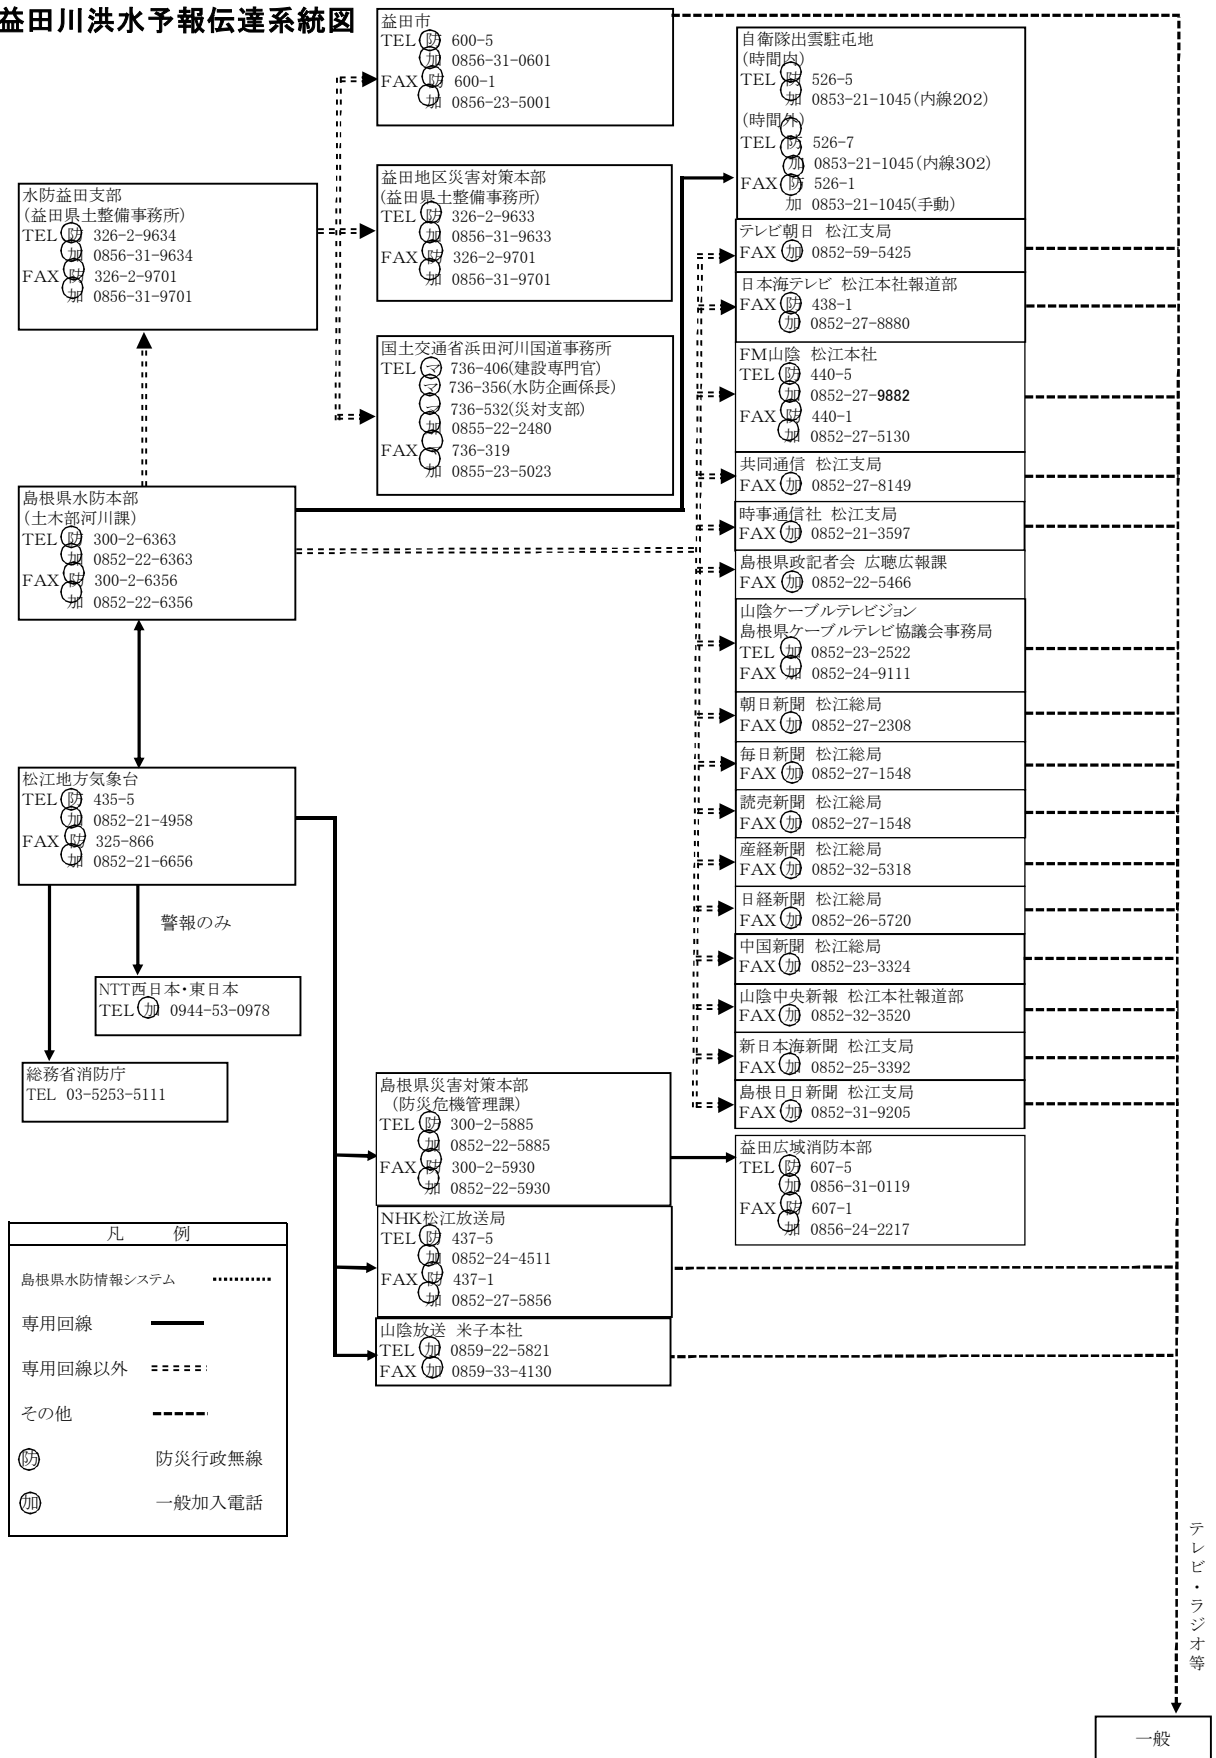 益田川洪水予報伝達系統図
益田市
TEL 防 600-5
加 0856-31-0601
FAX 防 600-1
加 0856-23-5001
自衛隊出雲駐屯地
(時間内)
TEL 防 526-5
加 0853-21-1045(内線202)
(時間外)
TEL 防 526-7
加 0853-21-1045(内線302)
FAX 防 526-1
加 0853-21-1045(手動)
水防益田支部
(益田県土整備事務所)
TEL 防 326-2-9634
加 0856-31-9634
FAX 防 326-2-9701
加 0856-31-9701
益田地区災害対策本部
(益田県土整備事務所)
TEL 防 326-2-9633
加 0856-31-9633
FAX 防 326-2-9701
加 0856-31-9701
国土交通省浜田河川国道事務所
TEL マ 736-406(建設専門官)
マ 736-356(水防企画係長)
マ 736-532(災対支部)
加 0855-22-2480
FAX 736-319
加 0855-23-5023
テレビ朝日 松江支局
FAX 加 0852-59-5425
日本海テレビ 松江本社報道部
FAX 防 438-1
加 0852-27-8880
FM山陰 松江本社
TEL 防 440-5
加 0852-27-9882
FAX 防 440-1
加 0852-27-5130
共同通信 松江支局
FAX 加 0852-27-8149
時事通信社 松江支局
FAX 加 0852-21-3597
島根県政記者会 広聴広報課
FAX 加 0852-22-5466
山陰ケーブルテレビジョン
島根県ケーブルテレビ協議会事務局
TEL 加 0852-23-2522
FAX 加 0852-24-9111
朝日新聞 松江総局
FAX 加 0852-27-2308
毎日新聞 松江総局
FAX 加 0852-27-1548
読売新聞 松江総局
FAX 加 0852-27-1548
産経新聞 松江総局
FAX 加 0852-32-5318
日経新聞 松江総局
FAX 加 0852-26-5720
中国新聞 松江総局
FAX 加 0852-23-3324
山陰中央新報 松江本社報道部
FAX 加 0852-32-3520
新日本海新聞 松江支局
FAX 加 0852-25-3392
島根日日新聞 松江支局
FAX 加 0852-31-9205
島根県水防本部
(土木部河川課)
TEL 防 300-2-6363
加 0852-22-6363
FAX 防 300-2-6356
加 0852-22-6356
松江地方気象台
TEL 防 435-5
加 0852-21-4958
FAX 防 325-866
加 0852-21-6656
警報のみ
NTT西日本・東日本
TEL 加 0944-53-0978
総務省消防庁
TEL 03-5253-5111
島根県災害対策本部
(防災危機管理課)
TEL 防 300-2-5885
加 0852-22-5885
FAX 防 300-2-5930
加 0852-22-5930
益田広域消防本部
TEL 防 607-5
加 0856-31-0119
FAX 防 607-1
加 0856-24-2217
NHK松江放送局
TEL 防 437-5
加 0852-24-4511
FAX 防 437-1
加 0852-27-5856
山陰放送 米子本社
TEL 加 0859-22-5821
FAX 加 0859-33-4130
凡 例
島根県水防情報システム
専用回線
専用回線以外
その他
防 防災行政無線
加 一般加入電話
テレビ・ラジオ等
一般